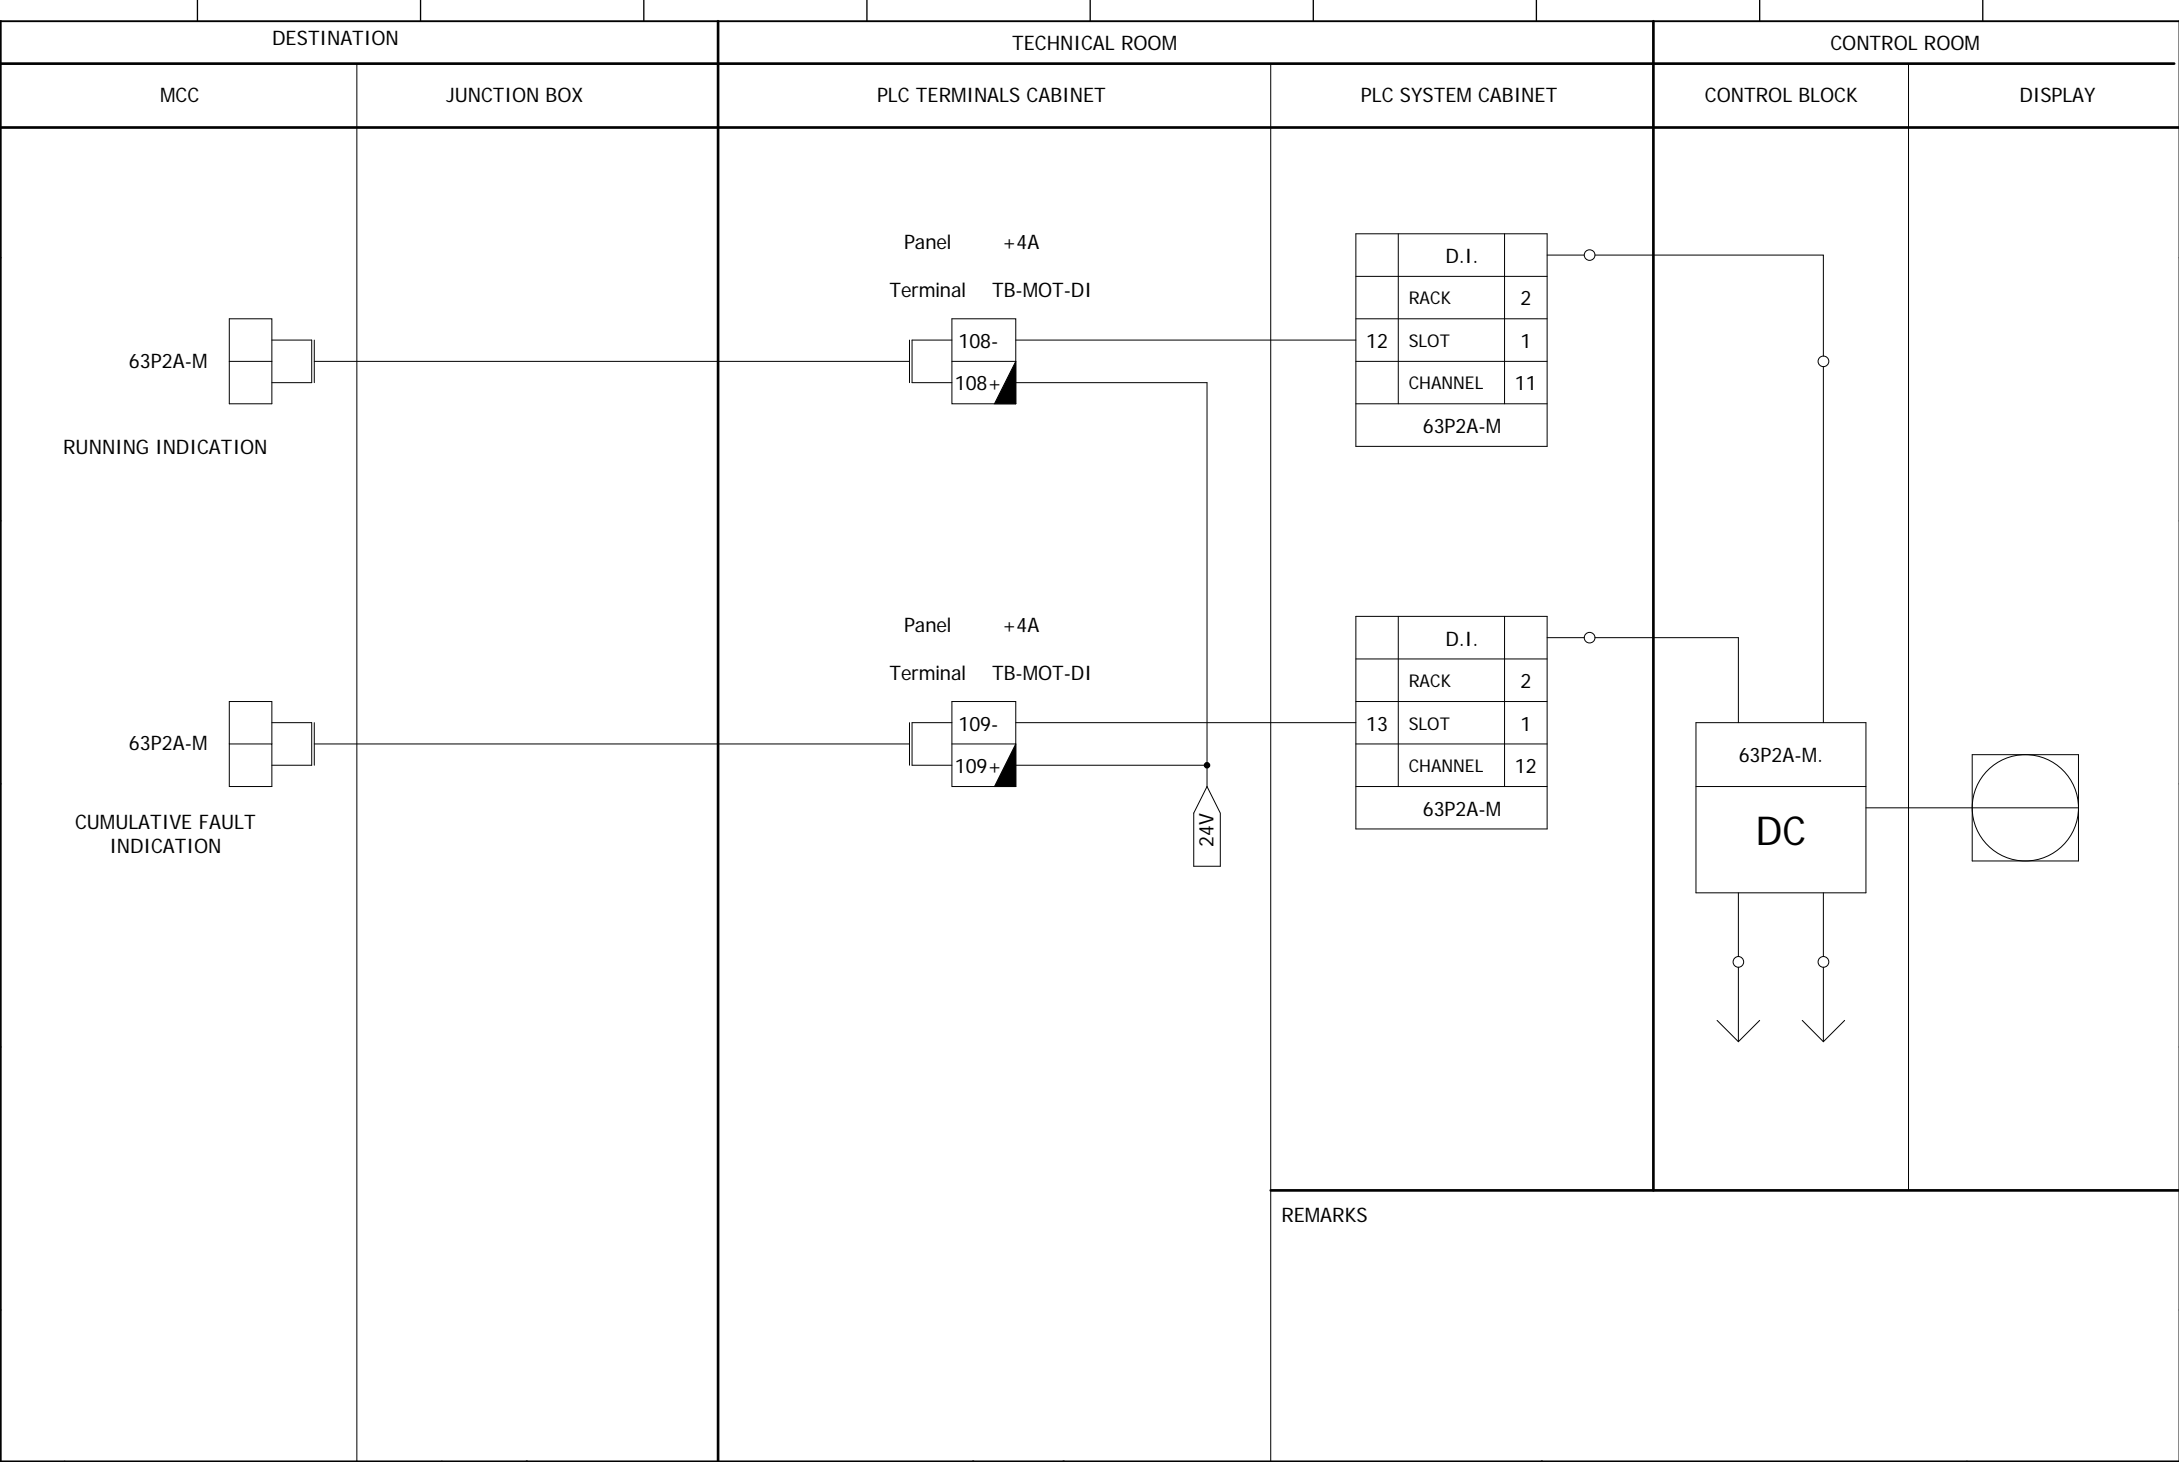 DESTINATION
TECHNICAL ROOM
CONTROL ROOM
MCC
JUNCTION BOX
PLC TERMINALS CABINET
PLC SYSTEM CABINET
CONTROL BLOCK
DISPLAY
63P2A-M
RUNNING INDICATION
Panel +4A
Terminal TB-MOT-DI
108-
108+
D.I.
RACK 2
12 SLOT 1
CHANNEL 11
63P2A-M
63P2A-M
CUMULATIVE FAULT
INDICATION
Panel +4A
Terminal TB-MOT-DI
109-
109+
24V
D.I.
RACK 2
13 SLOT 1
CHANNEL 12
63P2A-M
63P2A-M.
DC
REMARKS